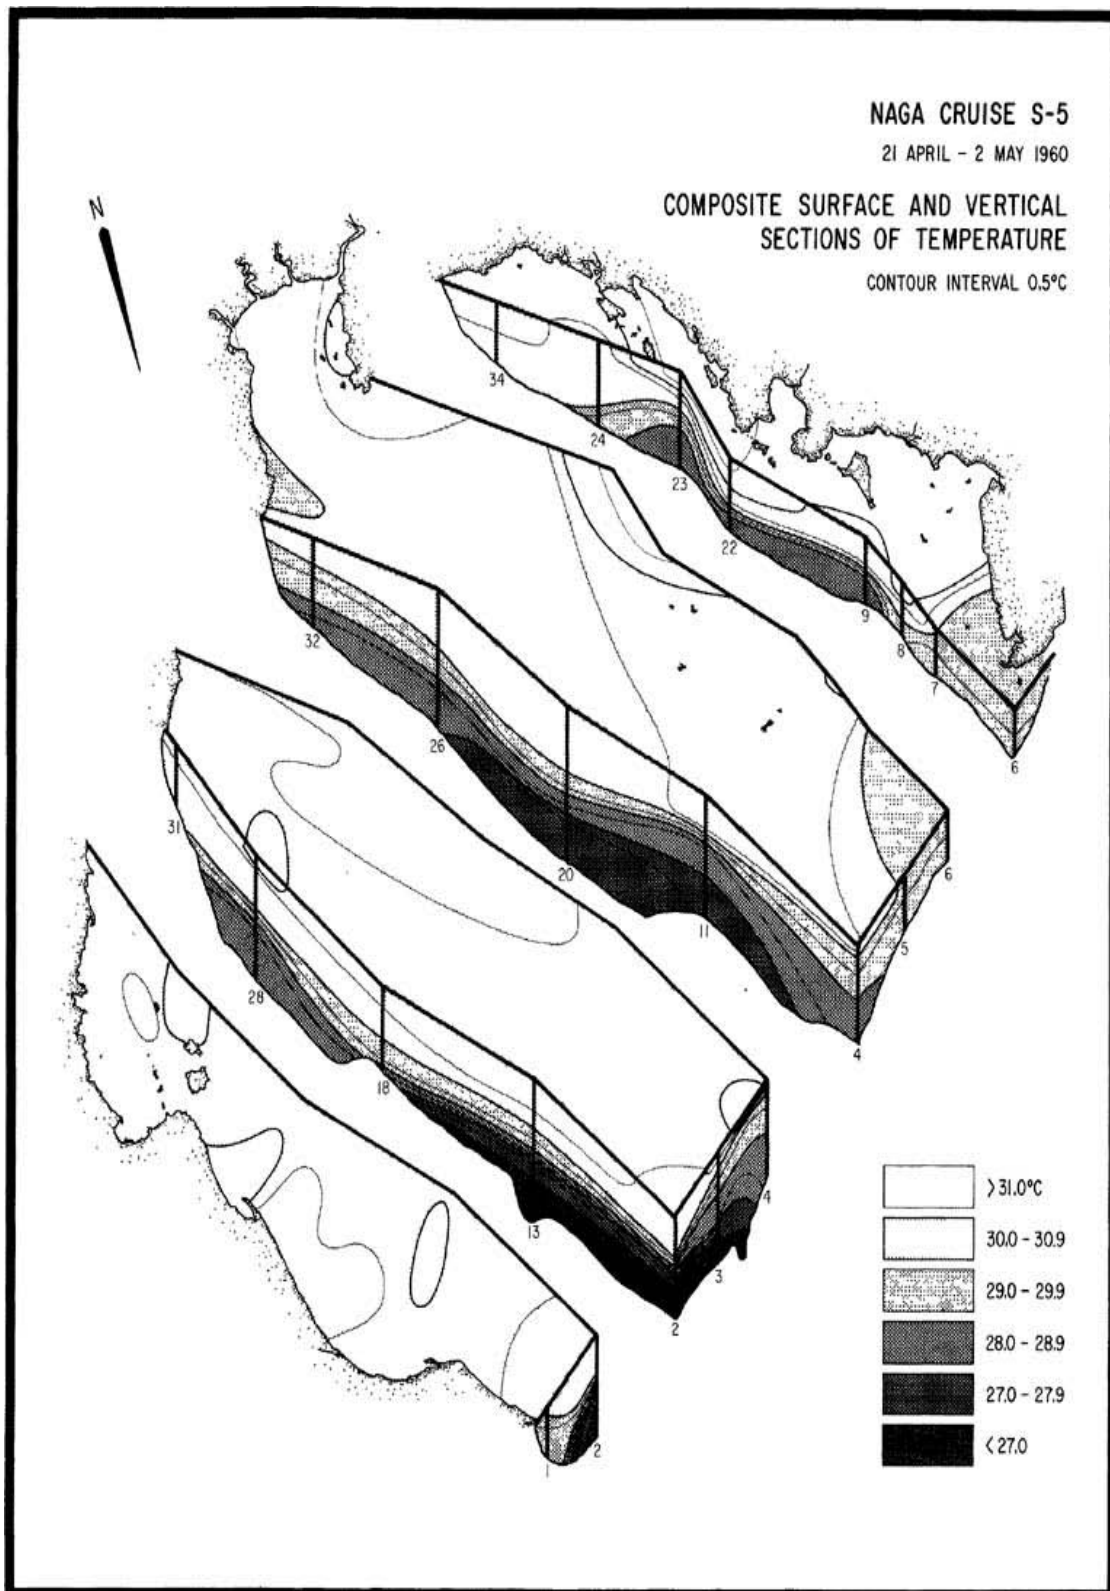 NAGA CRUISE S-5
21 APRIL - 2 MAY 1960
COMPOSITE SURFACE AND VERTICAL
SECTIONS OF TEMPERATURE
CONTOUR INTERVAL 0.5°C
N
34
24
23
22
9
8
7
6
32
26
20
11
4
5
6
31
28
18
13
2
3
4
1
2
>31.0°C
30.0 - 30.9
29.0 - 29.9
28.0 - 28.9
27.0 - 27.9
<27.0